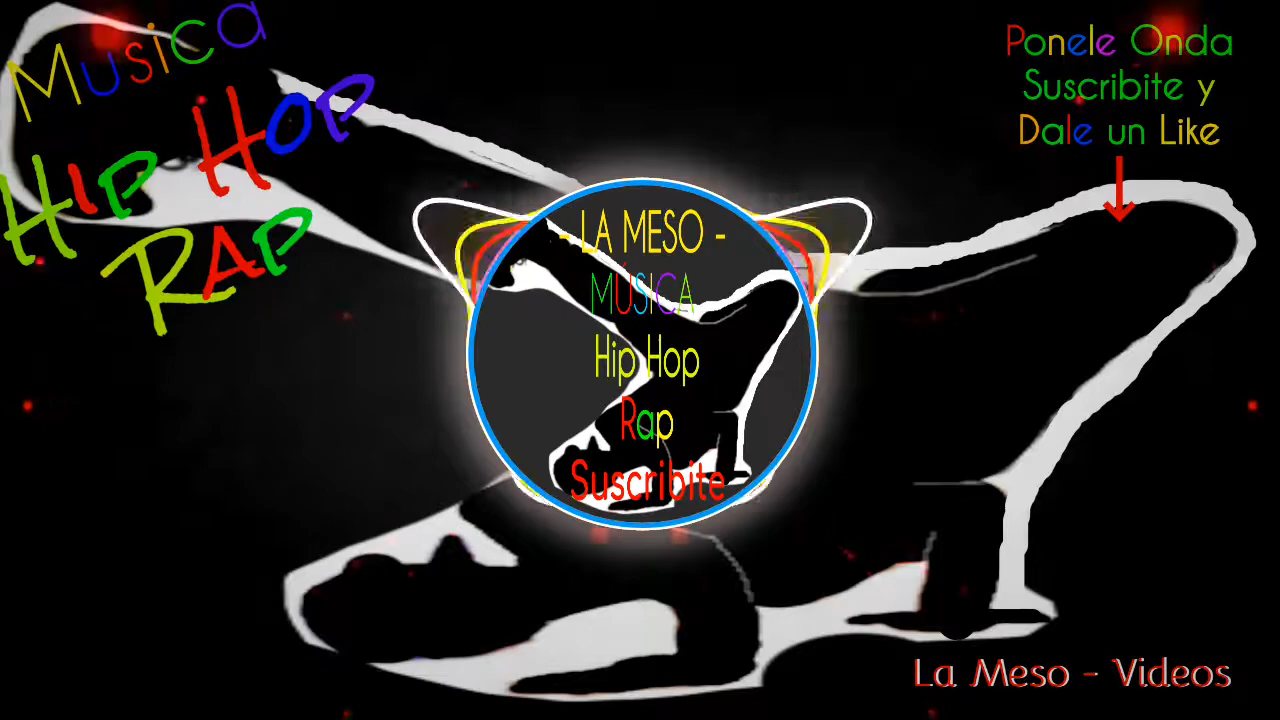 Musica
Hip Hop
Rap
Ponele Onda
Suscribite y
Dale un Like
- LA MESO -
MÚSICA
Hip Hop
Rap
Suscribite
La Meso - Videos